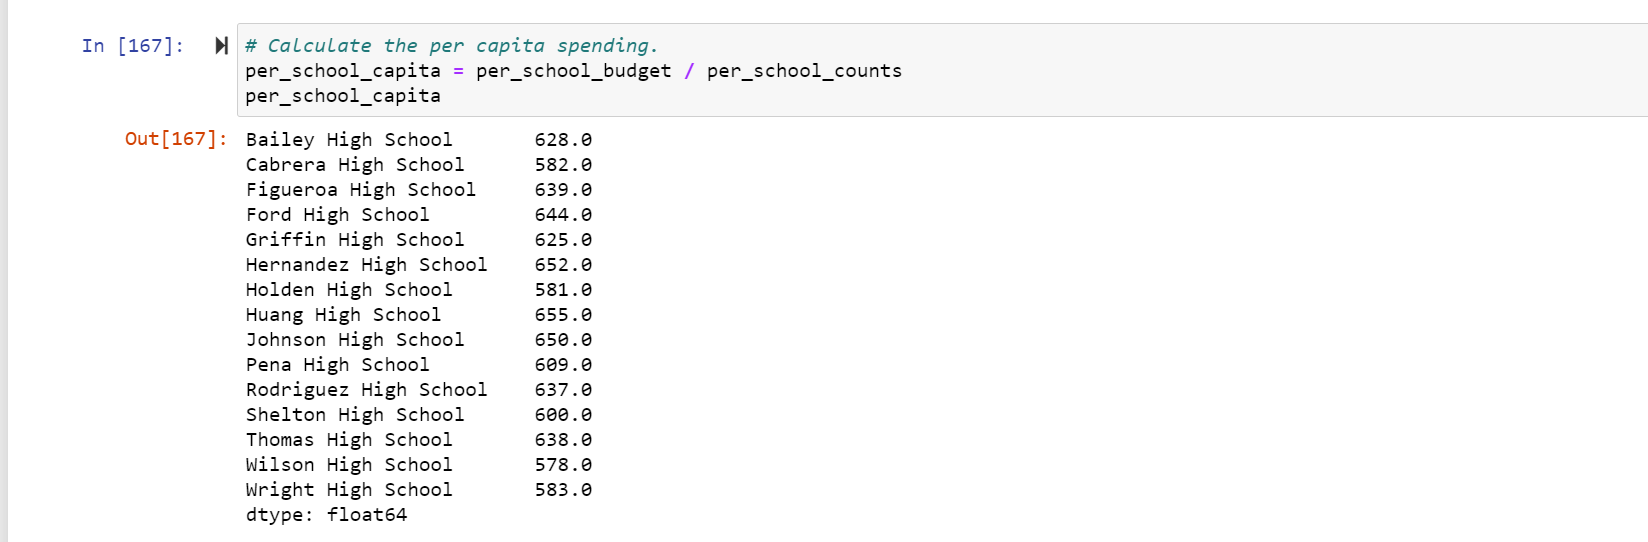 In [167]: # Calculate the per capita spending.
per_school_capita = per_school_budget / per_school_counts
per_school_capita
Out[167]: Bailey High School 628.0
Cabrera High School 582.0
Figueroa High School 639.0
Ford High School 644.0
Griffin High School 625.0
Hernandez High School 652.0
Holden High School 581.0
Huang High School 655.0
Johnson High School 650.0
Pena High School 609.0
Rodriguez High School 637.0
Shelton High School 600.0
Thomas High School 638.0
Wilson High School 578.0
Wright High School 583.0
dtype: float64